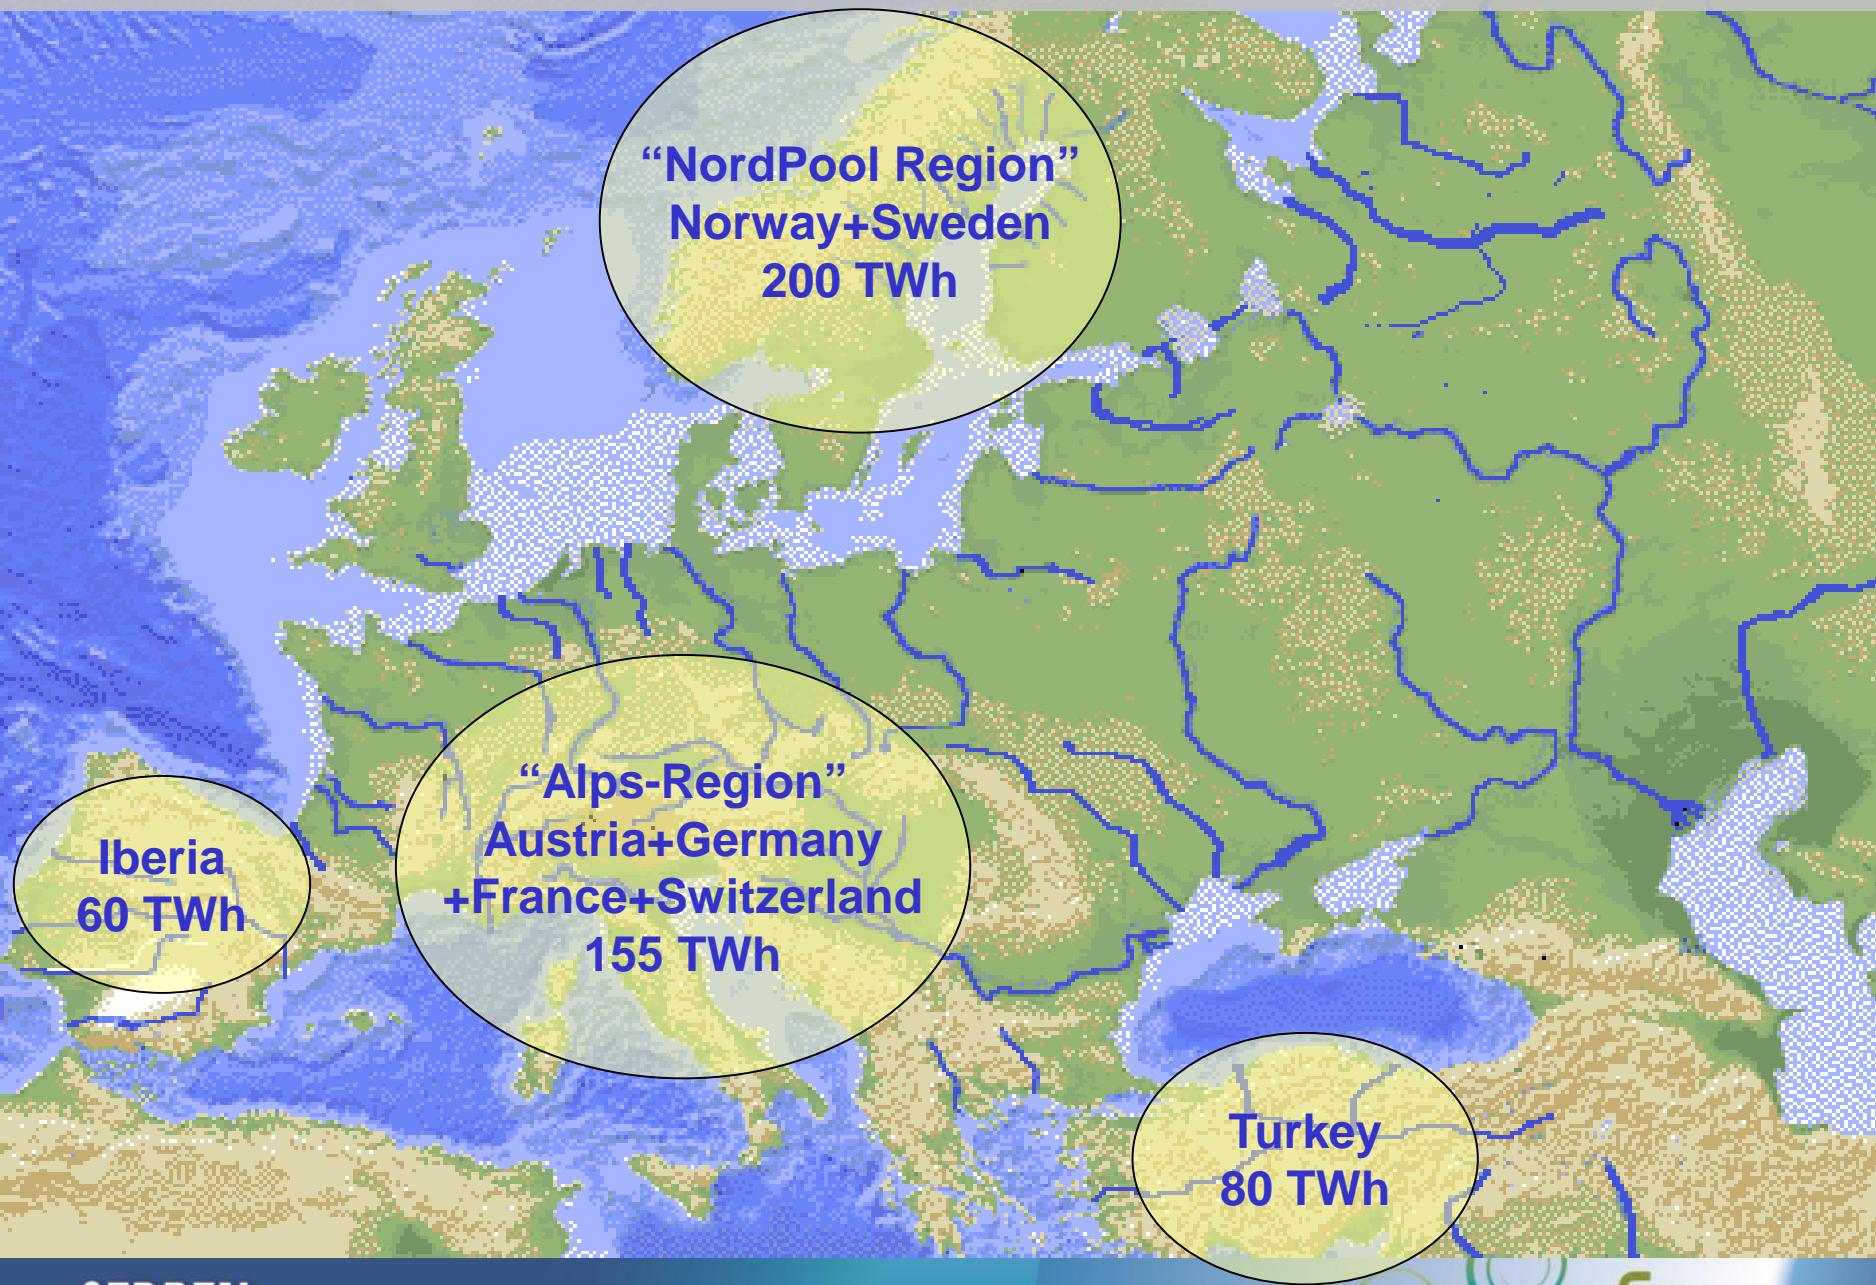 “NordPool Region”
Norway+Sweden
200 TWh
“Alps-Region”
Austria+Germany
+France+Switzerland
155 TWh
Iberia
60 TWh
Turkey
80 TWh